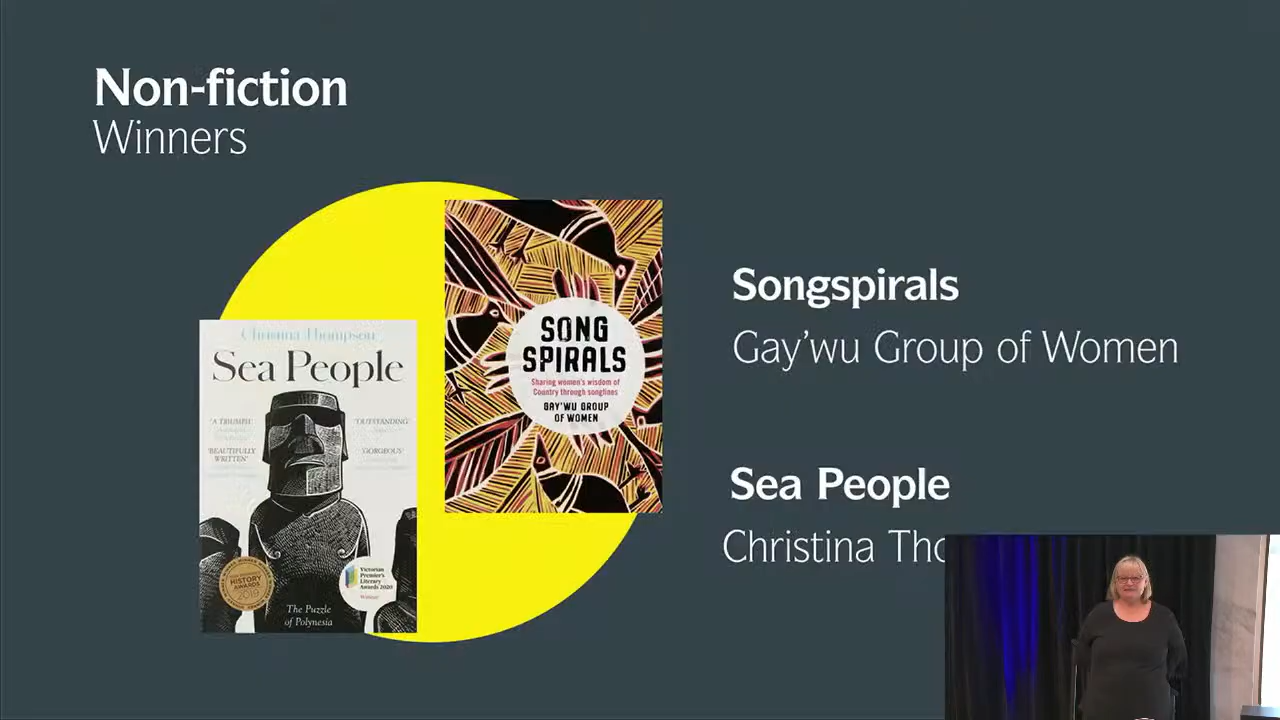 Non-fiction
Winners
Christina Thompson
Sea People
'A TRIUMPH'
'OUTSTANDING'
'BEAUTIFULLY
WRITTEN'
'GORGEOUS'
HISTORY
AWARDS
2019
Victorian
Premier's
Literary
Awards 2020
Winner
The Puzzle
of Polynesia
SONG
SPIRALS
Sharing women's wisdom of
Country through songlines
GAY'WU GROUP
OF WOMEN
Songspirals
Gay'wu Group of Women
Sea People
Christina Tho